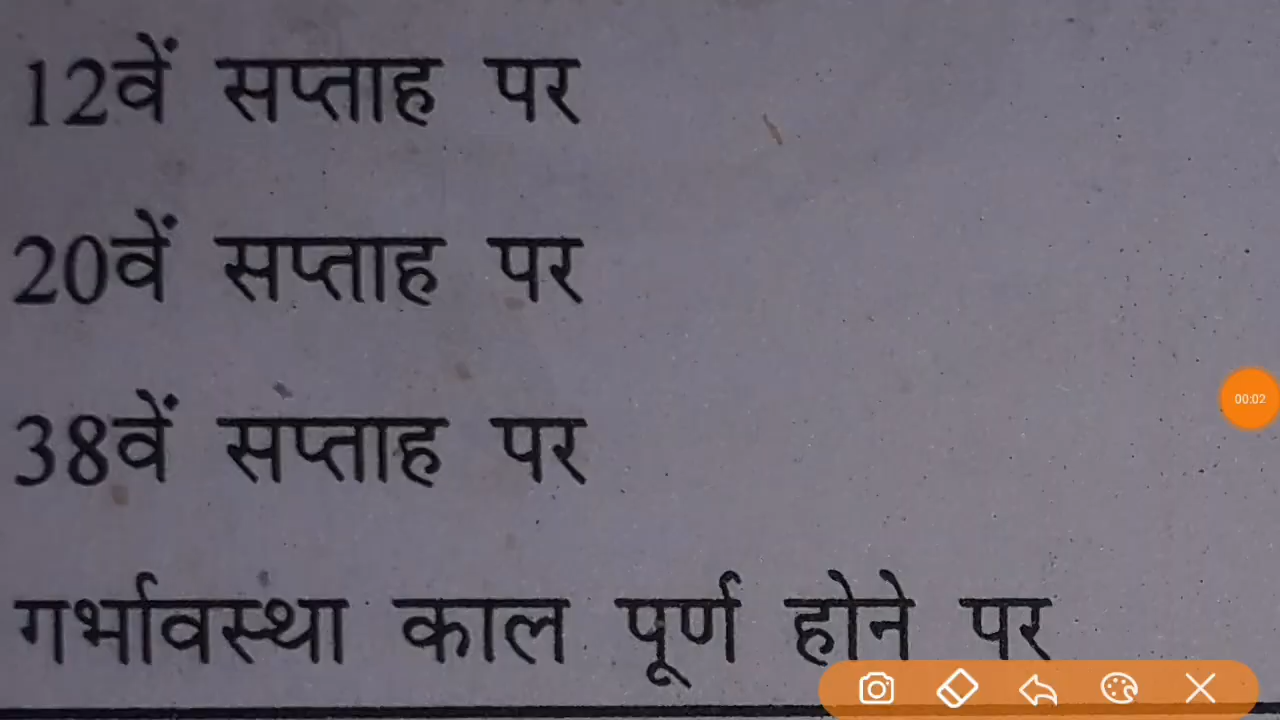 12वें सप्ताह पर
20वें सप्ताह पर
38वें सप्ताह पर
00:02
गर्भावस्था काल पूर्ण होने पर